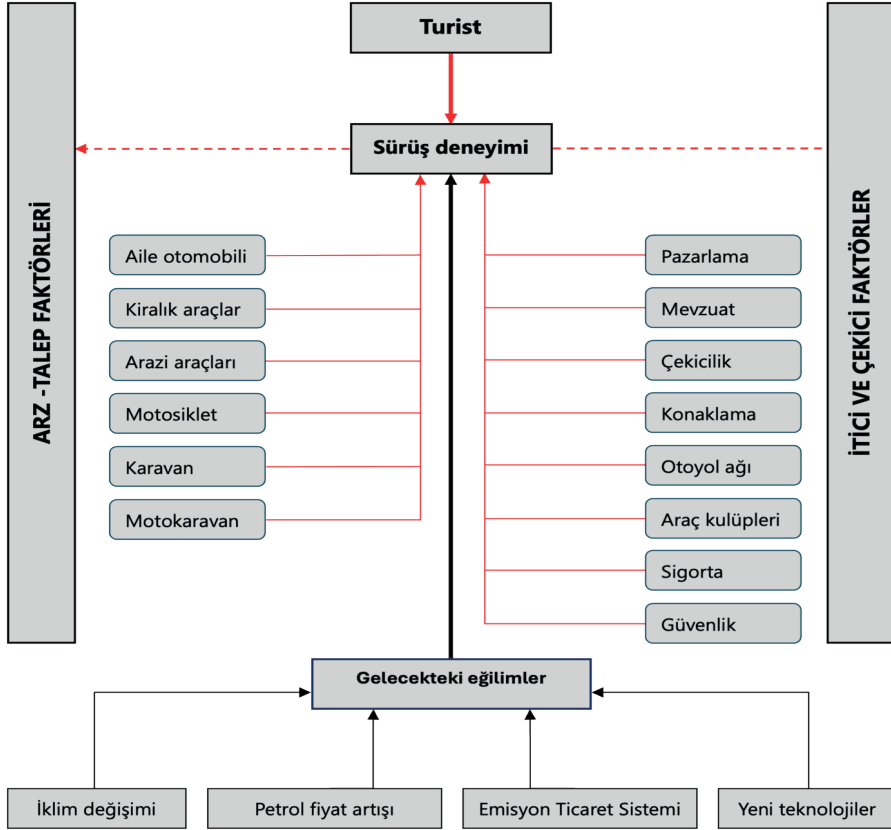 Turist
Sürüş deneyimi
ARZ -TALEP FAKTÖRLERİ
Aile otomobili
Kiralık araçlar
Arazi araçları
Motosiklet
Karavan
Motokaravan
Pazarlama
Mevzuat
Çekicilik
Konaklama
Otoyol ağı
Araç kulüpleri
Sigorta
Güvenlik
İTİCİ VE ÇEKİCİ FAKTÖRLER
Gelecekteki eğilimler
İklim değişimi
Petrol fiyat artışı
Emisyon Ticaret Sistemi
Yeni teknolojiler